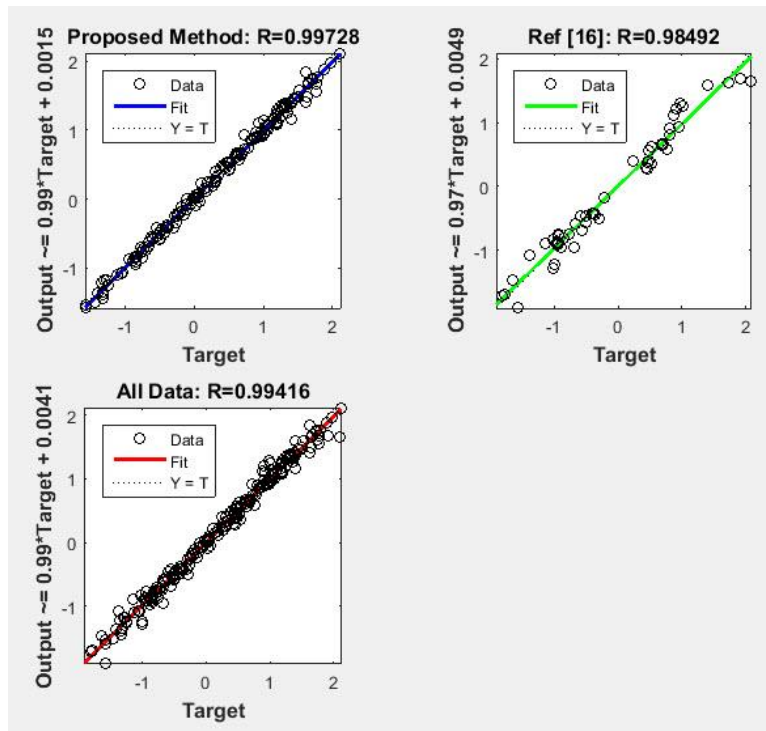 Proposed Method: R=0.99728
Output ~= 0.99*Target + 0.0015
2
1
0
-1
Data
Fit
Y = T
-1
0
1
2
Target
Ref [16]: R=0.98492
Output ~= 0.97*Target + 0.0049
2
1
0
-1
Data
Fit
Y = T
-1
0
1
2
Target
All Data: R=0.99416
Output ~= 0.99*Target + 0.0041
2
1
0
-1
Data
Fit
Y = T
-1
0
1
2
Target